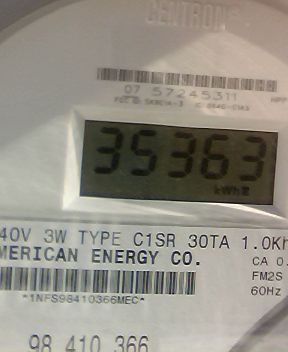 CENTRON
07 57245311
35363
kWh
40V 3W TYPE C1SR 30TA 1.0Kh
MERICAN ENERGY CO.
CA 0.
FM2S
60Hz
*1NFS98410366MEC*
98 410 366